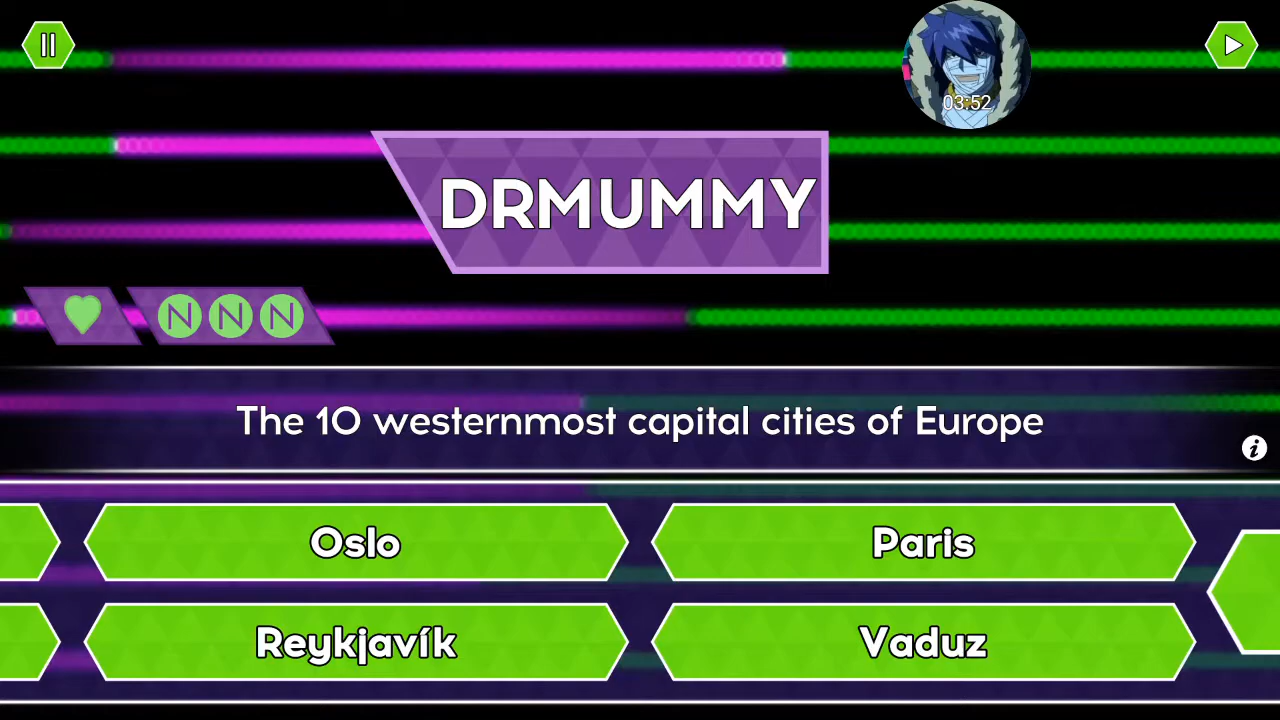 03:52
DRMUMMY
N N N
The 10 westernmost capital cities of Europe
i
Oslo
Paris
Reykjavík
Vaduz